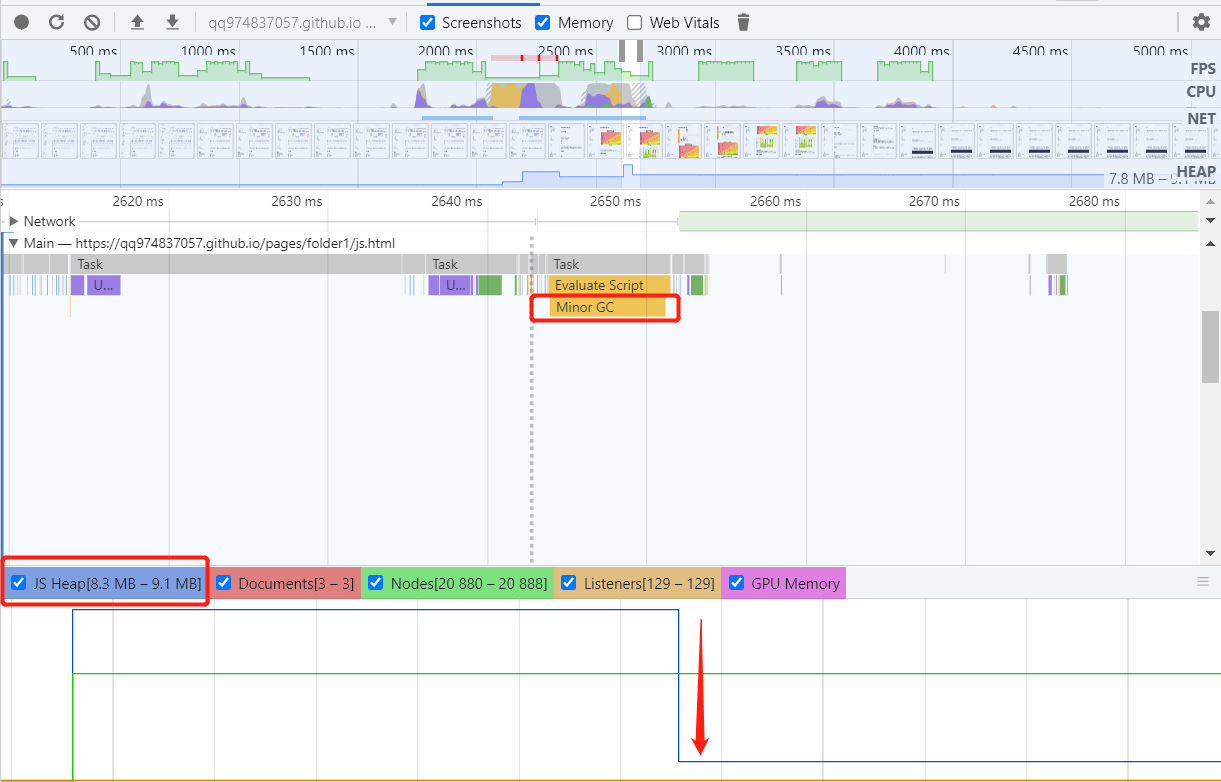 qq974837057.github.io ... Screenshots Memory Web Vitals
500 ms 1000 ms 1500 ms 2000 ms 2500 ms 3000 ms 3500 ms 4000 ms 4500 ms 5000 ms
FPS
CPU
NET
NET
HEAP
7.8 MB – 9.1 MB
2620 ms 2630 ms 2640 ms 2650 ms 2660 ms 2670 ms 2680 ms
Network
Main — https://qq974837057.github.io/pages/folder1/js.html
Task Task Task
U... U... Evaluate Script
Minor GC
JS Heap[8.3 MB – 9.1 MB] Documents[3 – 3] Nodes[20 880 – 20 888] Listeners[129 – 129] GPU Memory